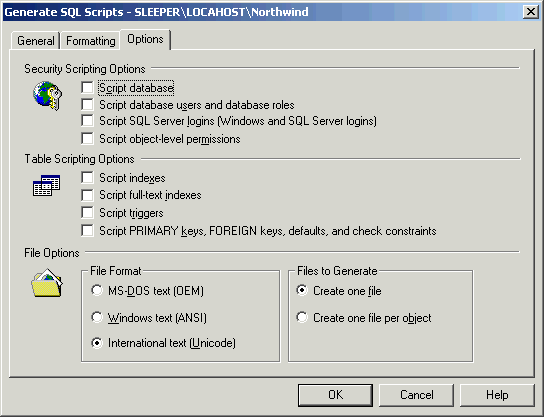 Generate SQL Scripts - SLEEPER\LOCAHOST\Northwind
General Formatting Options
Security Scripting Options
Script database
Script database users and database roles
Script SQL Server logins (Windows and SQL Server logins)
Script object-level permissions
Table Scripting Options
Script indexes
Script full-text indexes
Script triggers
Script PRIMARY keys, FOREIGN keys, defaults, and check constraints
File Options
File Format
MS-DOS text (OEM)
Windows text (ANSI)
International text (Unicode)
Files to Generate
Create one file
Create one file per object
OK Cancel Help